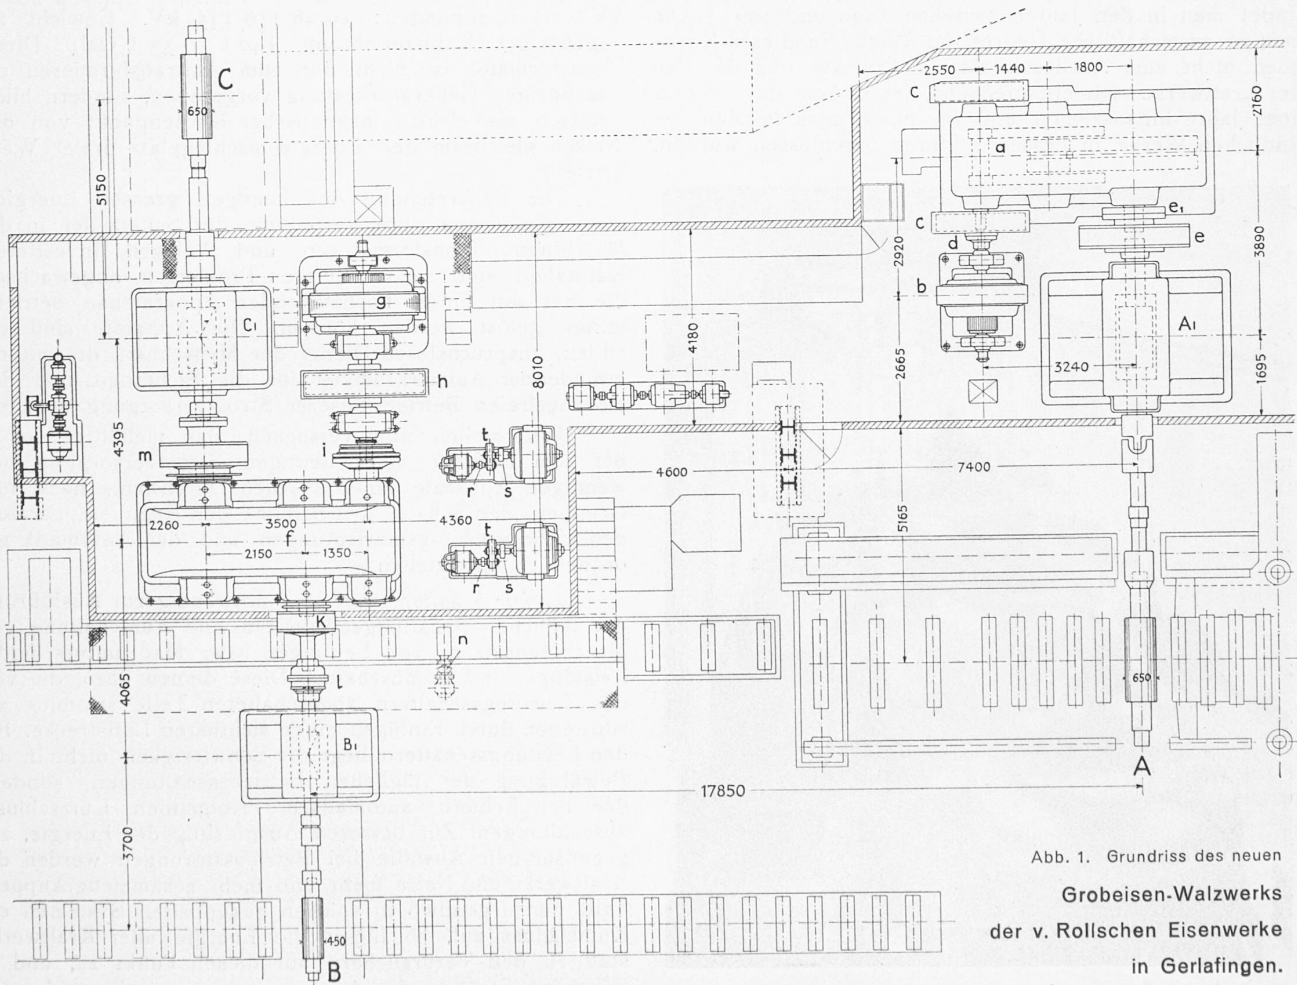 C
650
5150
C1
4395
m
2260
3500
f
2150
1350
4360
K
4065
l
B1
3700
450
B
g
h
i
8010
t
r
s
t
r
s
n
4180
4600
5165
7400
17850
2550
1440
1800
2160
c
a
c
d
b
e1
e
2920
2665
3890
1695
A1
3240
650
A
Abb. 1. Grundriss des neuen
Grobeisen-Walzwerks
der v. Rollschen Eisenwerke
in Gerlafingen.